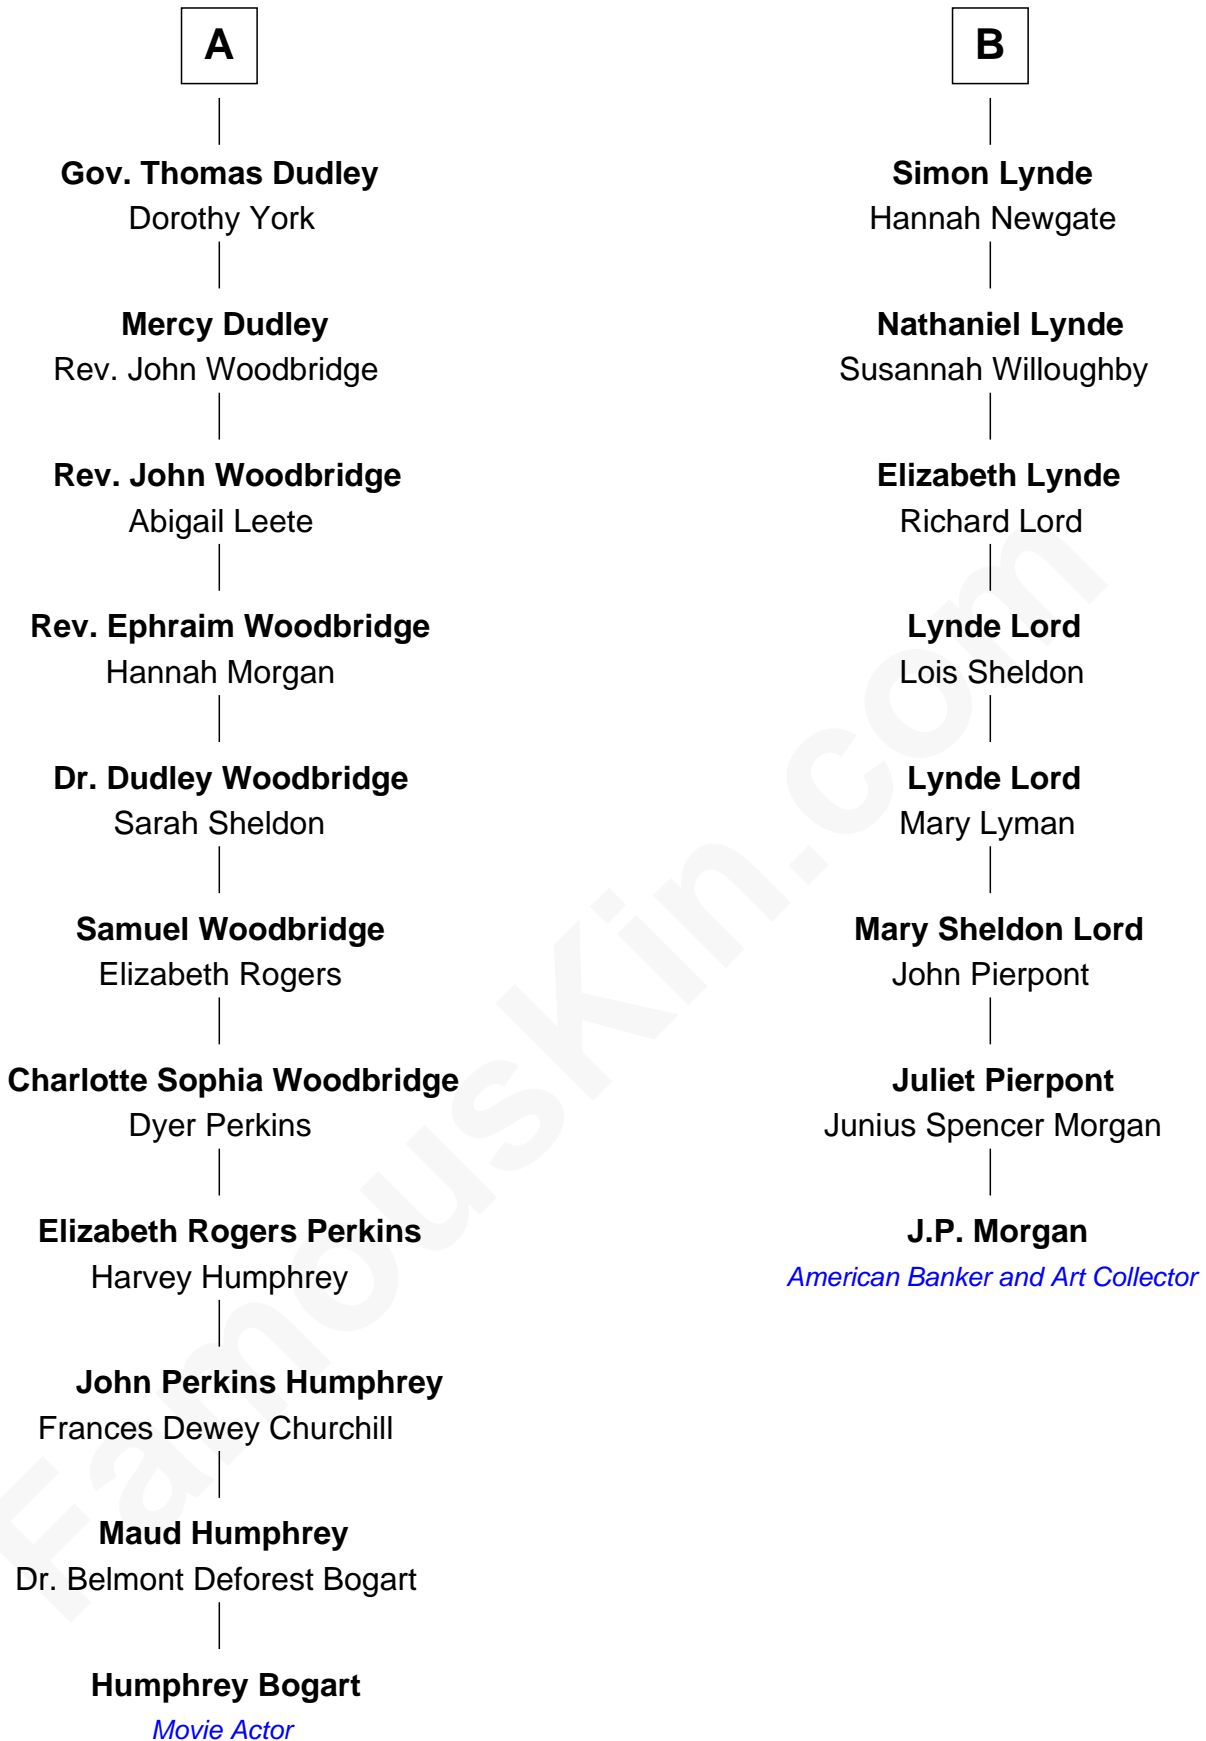 A
Gov. Thomas Dudley
Dorothy York
Mercy Dudley
Rev. John Woodbridge
Rev. John Woodbridge
Abigail Leete
Rev. Ephraim Woodbridge
Hannah Morgan
Dr. Dudley Woodbridge
Sarah Sheldon
Samuel Woodbridge
Elizabeth Rogers
Charlotte Sophia Woodbridge
Dyer Perkins
Elizabeth Rogers Perkins
Harvey Humphrey
John Perkins Humphrey
Frances Dewey Churchill
Maud Humphrey
Dr. Belmont Deforest Bogart
Humphrey Bogart
Movie Actor
B
Simon Lynde
Hannah Newgate
Nathaniel Lynde
Susannah Willoughby
Elizabeth Lynde
Richard Lord
Lynde Lord
Lois Sheldon
Lynde Lord
Mary Lyman
Mary Sheldon Lord
John Pierpont
Juliet Pierpont
Junius Spencer Morgan
J.P. Morgan
American Banker and Art Collector
FamousKin.com